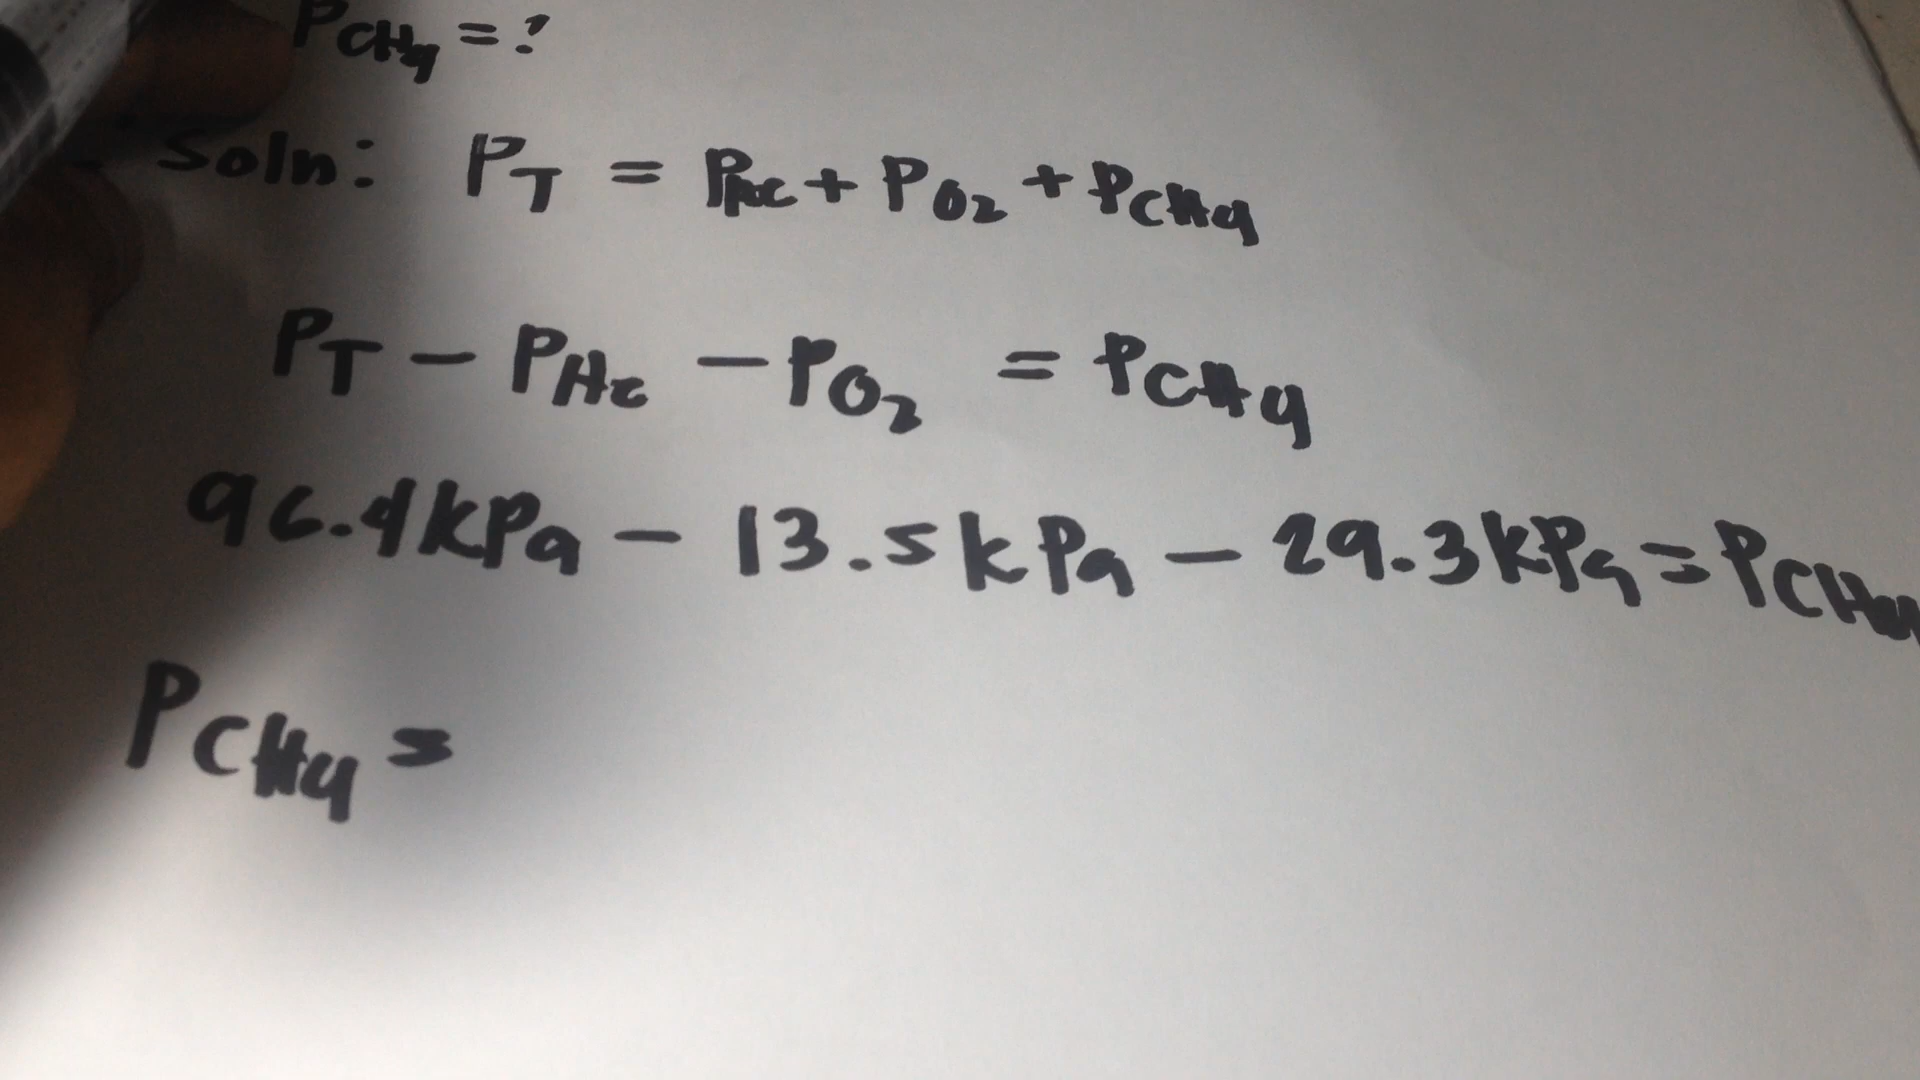 PCH4 = ?
Soln: PT = PHe + PO2 + PCH4
PT - PHe - PO2 = PCH4
96.4kPa - 13.5kPa - 29.3kPa = PCH4
PCH4 =